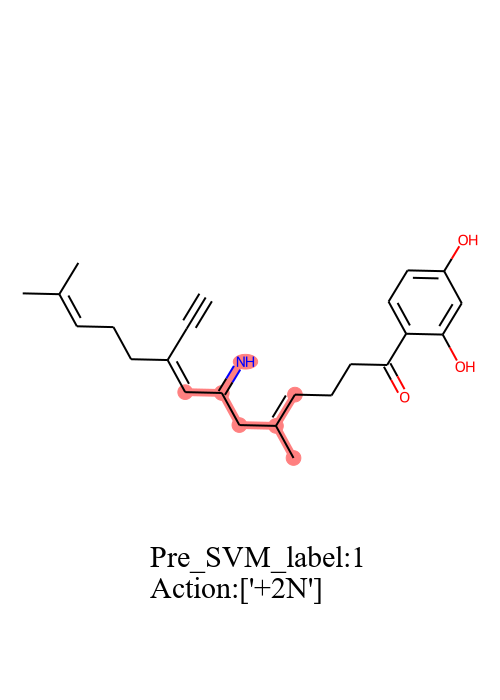 OH
NH
OH
O
Pre_SVM_label:1
Action:['+2N']